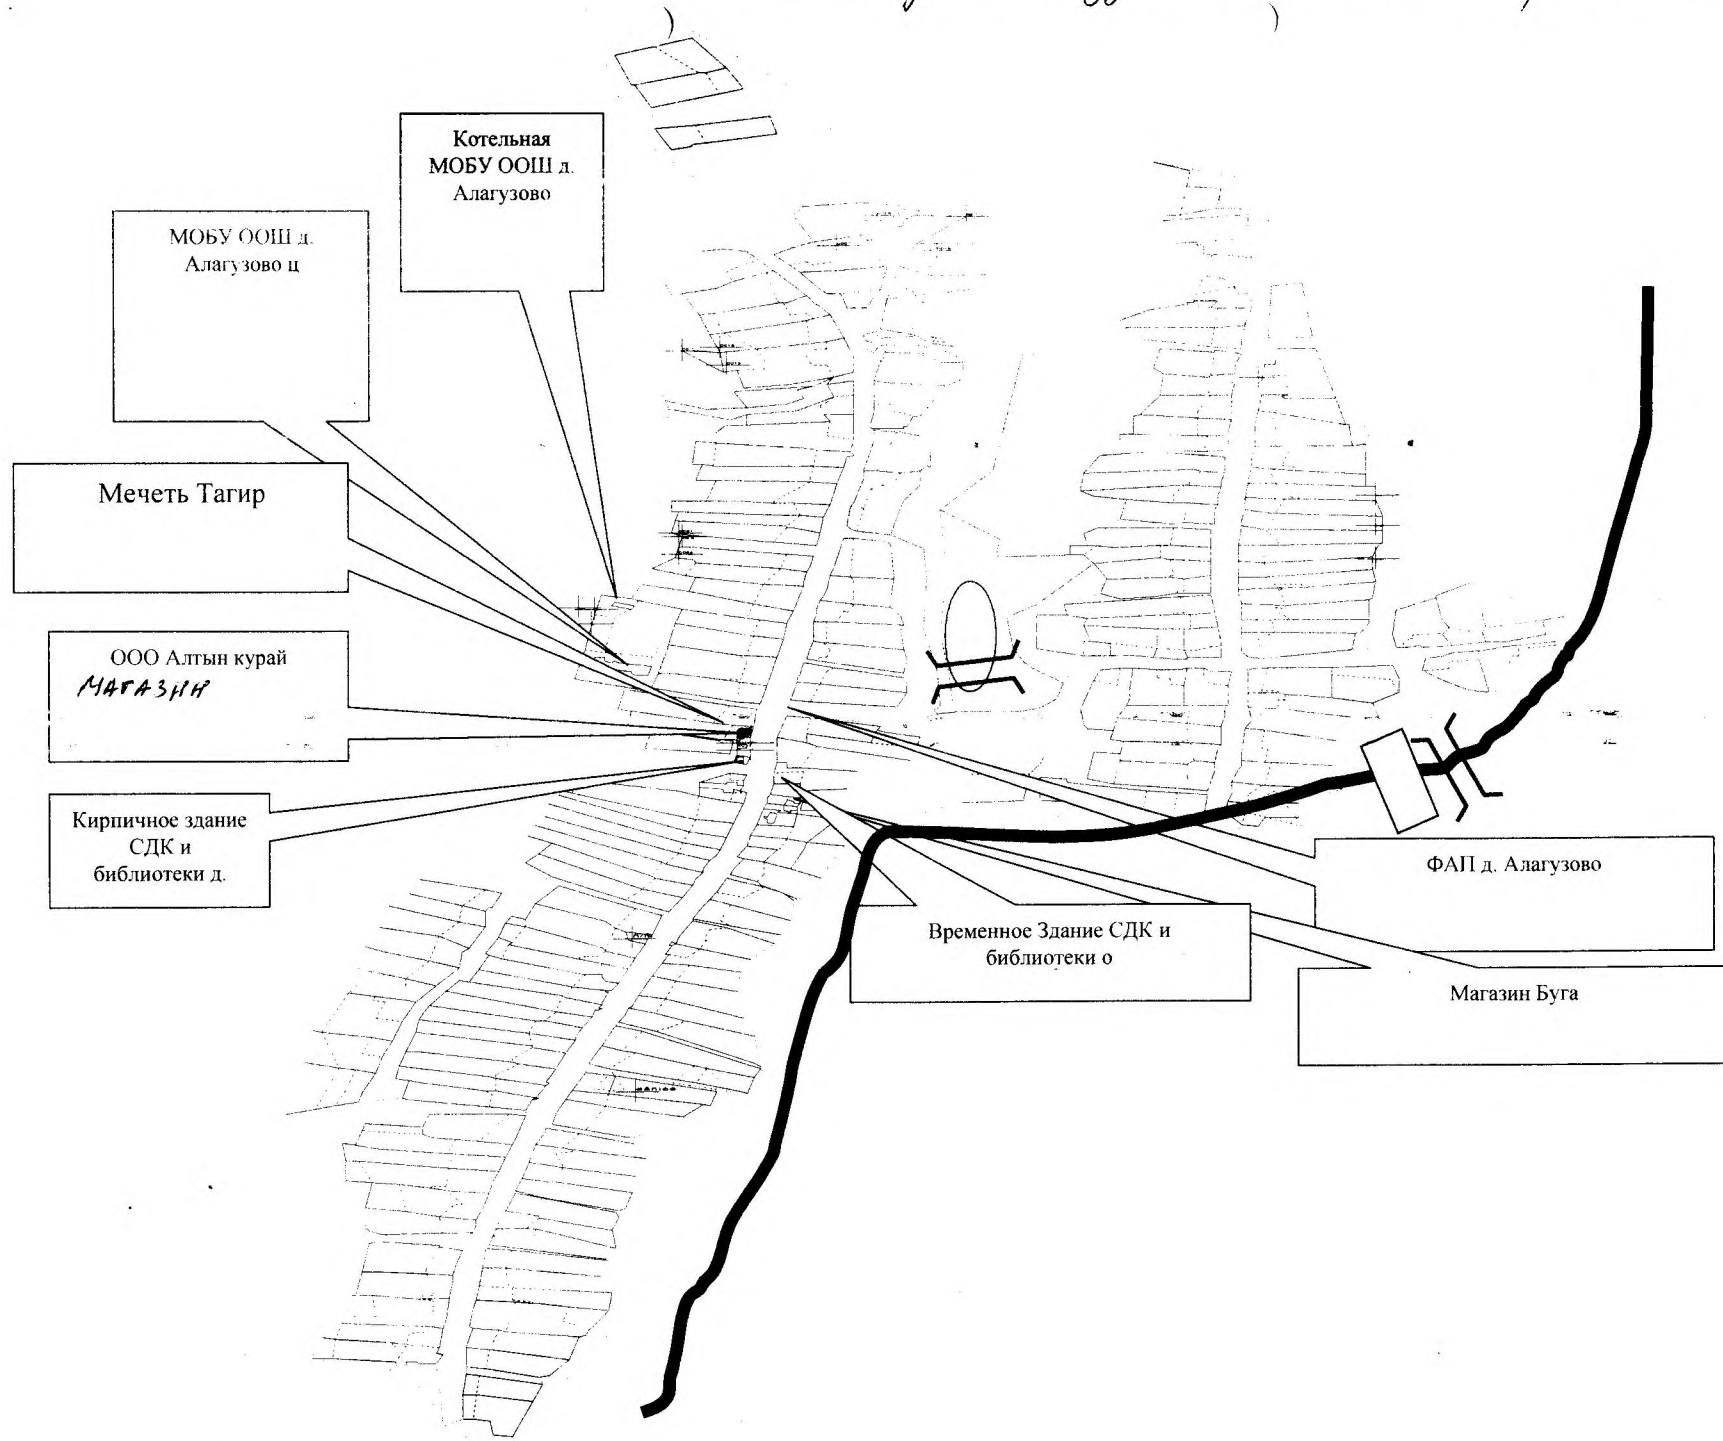 Котельная
МОБУ ООШ д.
Алагузово
МОБУ ООШ д.
Алагузово ц
Мечеть Тагир
ООО Алтын курай
МАГАЗИН
Кирпичное здание
СДК и
библиотеки д.
ФАП д. Алагузово
Временное Здание СДК и
библиотеки о
Магазин Буга